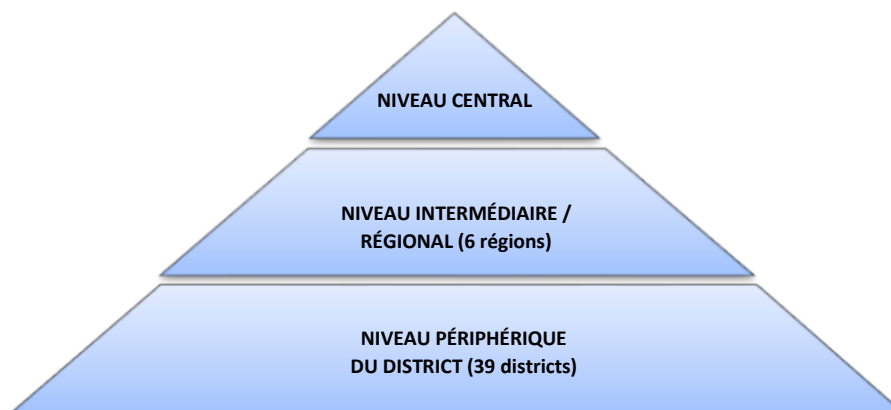 NIVEAU CENTRAL
NIVEAU INTERMÉDIAIRE /
RÉGIONAL (6 régions)
NIVEAU PÉRIPHÉRIQUE
DU DISTRICT (39 districts)